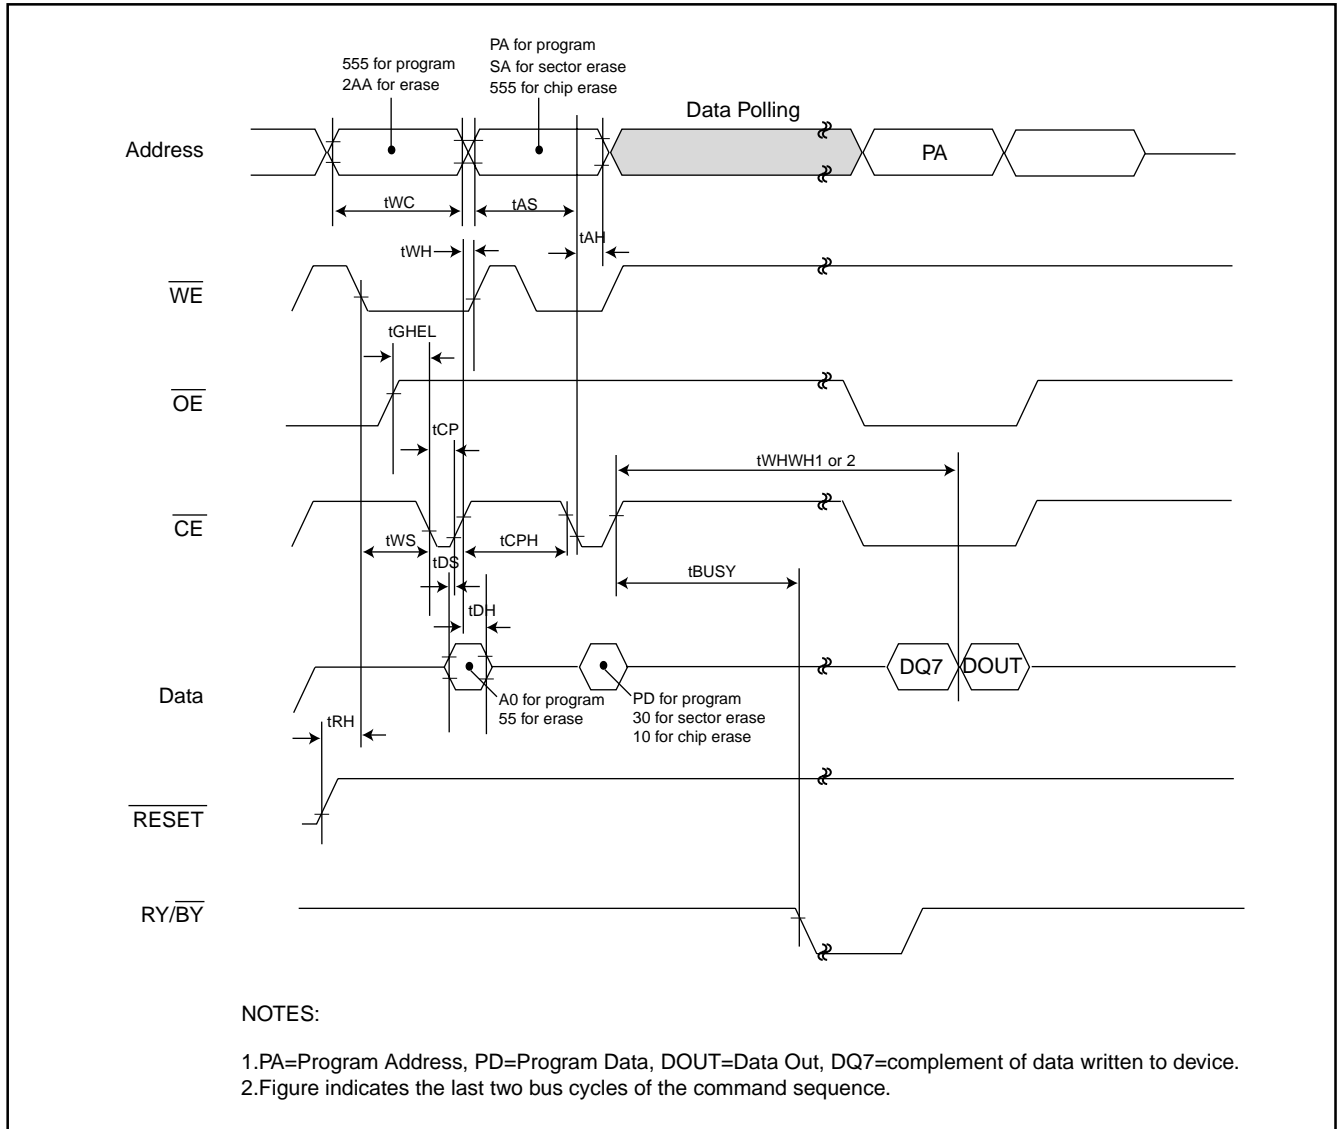 555 for program
2AA for erase
PA for program
SA for sector erase
555 for chip erase
Data Polling
Address
PA
tWC
tAS
tWH
tAH
WE
tGHEL
OE
tCP
tWHWH1 or 2
CE
tWS
tCPH
tDS
tBUSY
tDH
DQ7
DOUT
Data
A0 for program
55 for erase
PD for program
30 for sector erase
10 for chip erase
tRH
RESET
RY/BY
NOTES:
1.PA=Program Address, PD=Program Data, DOUT=Data Out, DQ7=complement of data written to device.
2.Figure indicates the last two bus cycles of the command sequence.